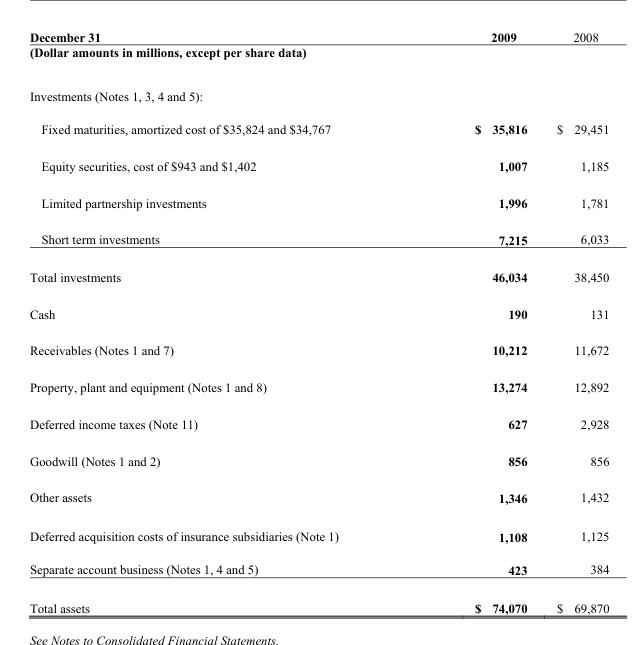 December 31 2009 2008
(Dollar amounts in millions, except per share data)
Investments (Notes 1, 3, 4 and 5):
Fixed maturities, amortized cost of $35,824 and $34,767 $ 35,816 $ 29,451
Equity securities, cost of $943 and $1,402 1,007 1,185
Limited partnership investments 1,996 1,781
Short term investments 7,215 6,033
Total investments 46,034 38,450
Cash 190 131
Receivables (Notes 1 and 7) 10,212 11,672
Property, plant and equipment (Notes 1 and 8) 13,274 12,892
Deferred income taxes (Note 11) 627 2,928
Goodwill (Notes 1 and 2) 856 856
Other assets 1,346 1,432
Deferred acquisition costs of insurance subsidiaries (Note 1) 1,108 1,125
Separate account business (Notes 1, 4 and 5) 423 384
Total assets $ 74,070 $ 69,870
See Notes to Consolidated Financial Statements.